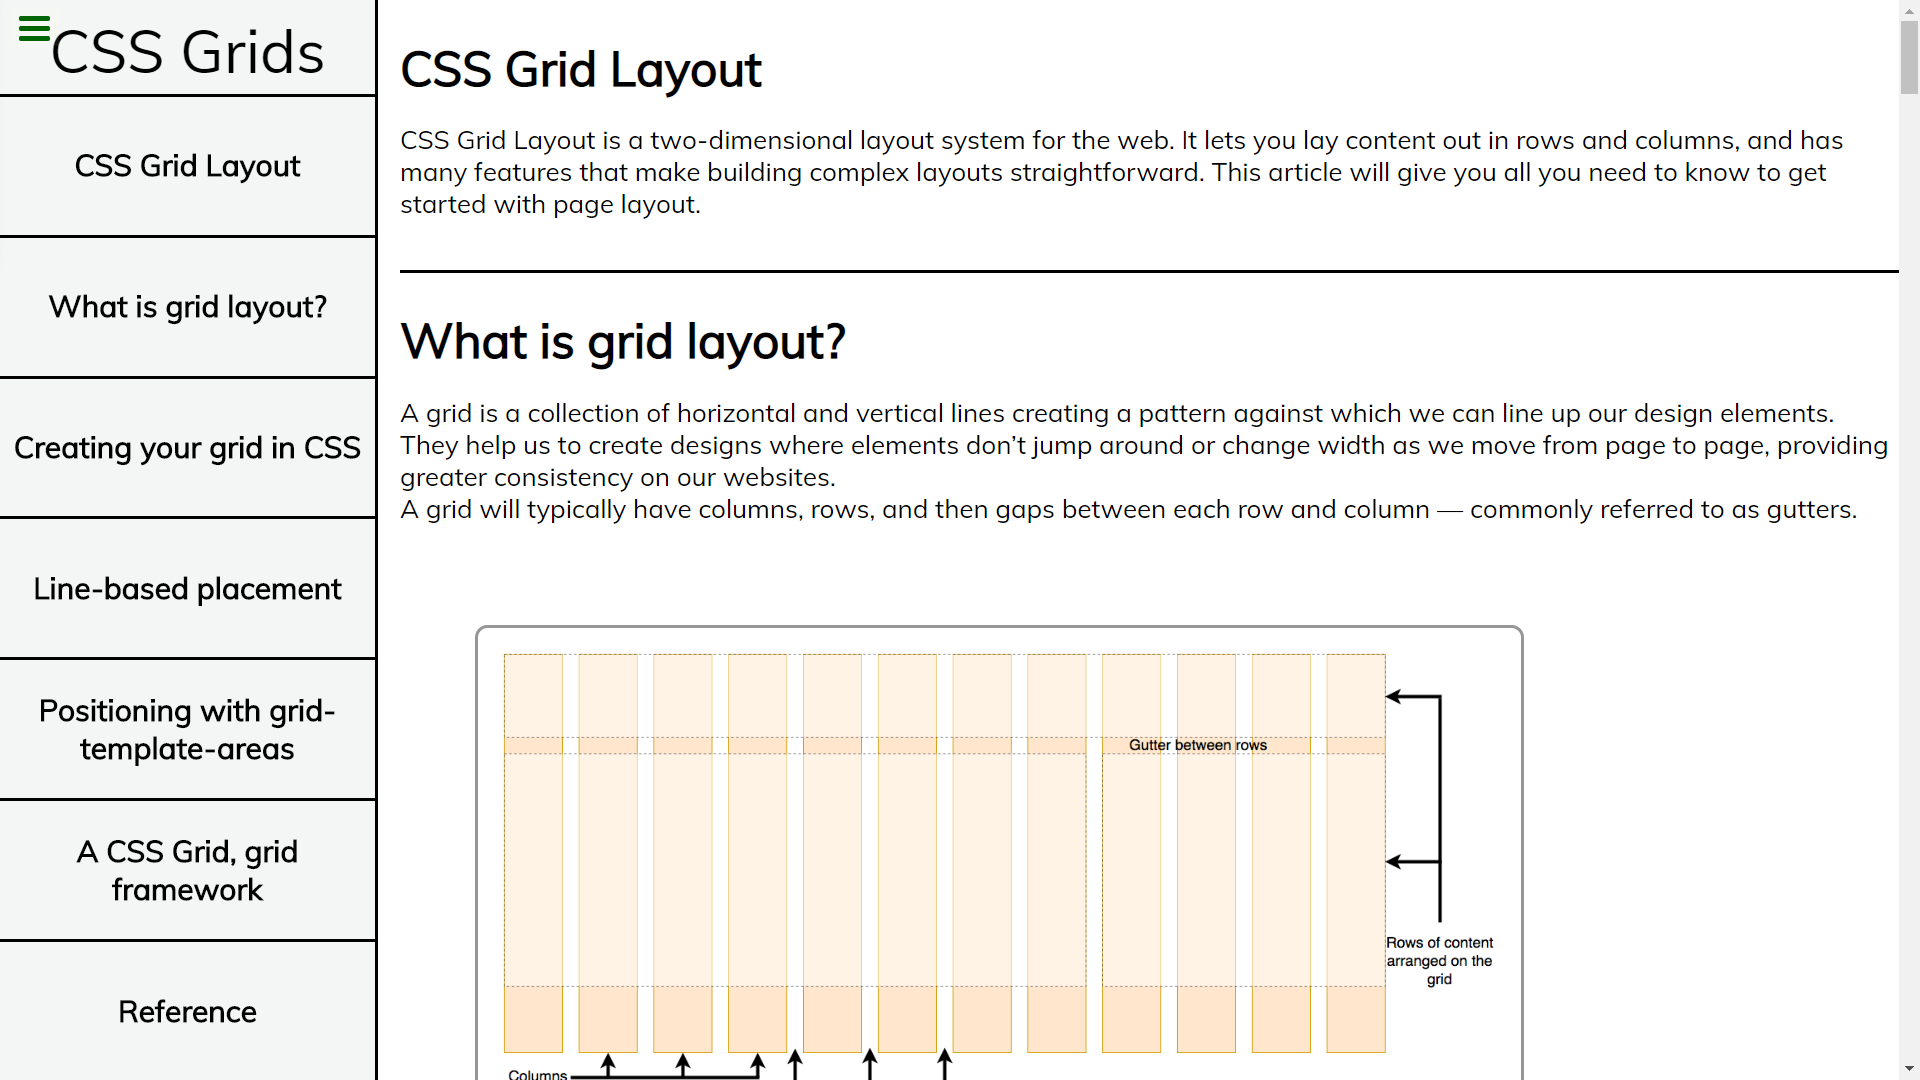 CSS Grids
CSS Grid Layout
What is grid layout?
Creating your grid in CSS
Line-based placement
Positioning with grid-
template-areas
A CSS Grid, grid
framework
Reference
CSS Grid Layout
CSS Grid Layout is a two-dimensional layout system for the web. It lets you lay content out in rows and columns, and has
many features that make building complex layouts straightforward. This article will give you all you need to know to get
started with page layout.
What is grid layout?
A grid is a collection of horizontal and vertical lines creating a pattern against which we can line up our design elements.
They help us to create designs where elements don’t jump around or change width as we move from page to page, providing
greater consistency on our websites.
A grid will typically have columns, rows, and then gaps between each row and column — commonly referred to as gutters.
Gutter between rows
Rows of content
arranged on the
grid
Columns